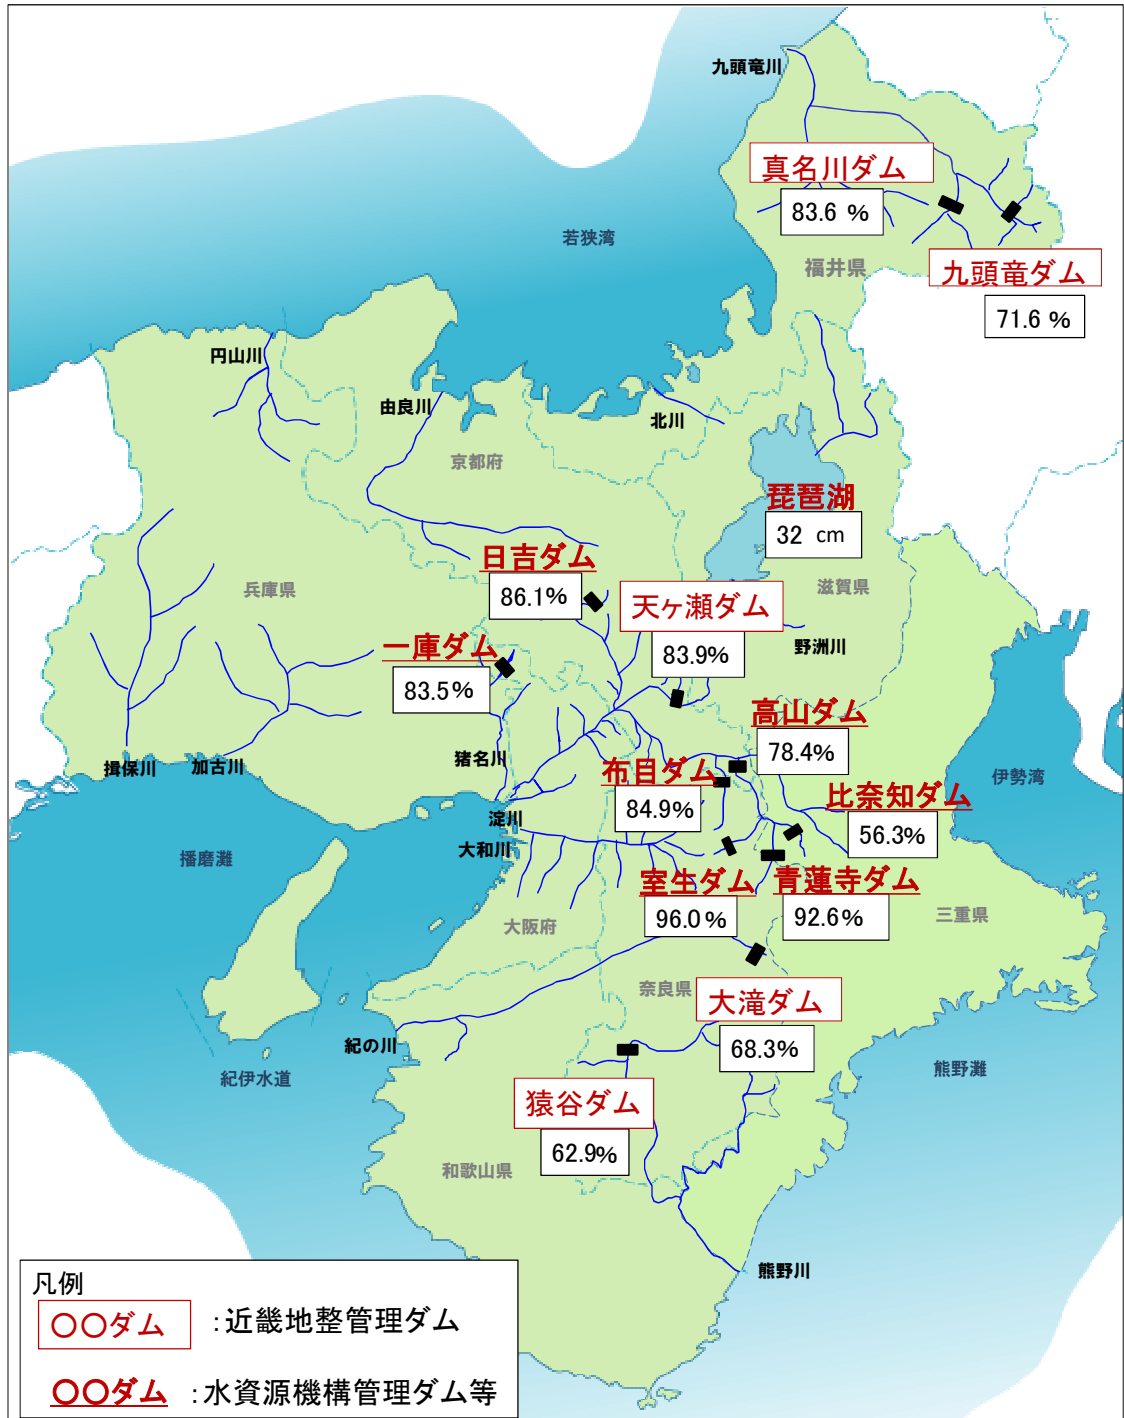 九頭竜川
真名川ダム
83.6 %
若狭湾
福井県
九頭竜ダム
71.6 %
円山川
由良川
北川
京都府
琵琶湖
32 cm
日吉ダム
86.1%
兵庫県
天ヶ瀬ダム
83.9%
滋賀県
野洲川
一庫ダム
83.5%
高山ダム
78.4%
揖保川
加古川
猪名川
布目ダム
84.9%
伊勢湾
比奈知ダム
56.3%
淀川
大和川
播磨灘
室生ダム
96.0%
青蓮寺ダム
92.6%
大阪府
三重県
奈良県
大滝ダム
68.3%
紀の川
紀伊水道
熊野灘
猿谷ダム
62.9%
和歌山県
熊野川
凡例
〇〇ダム :近畿地整管理ダム
〇〇ダム :水資源機構管理ダム等